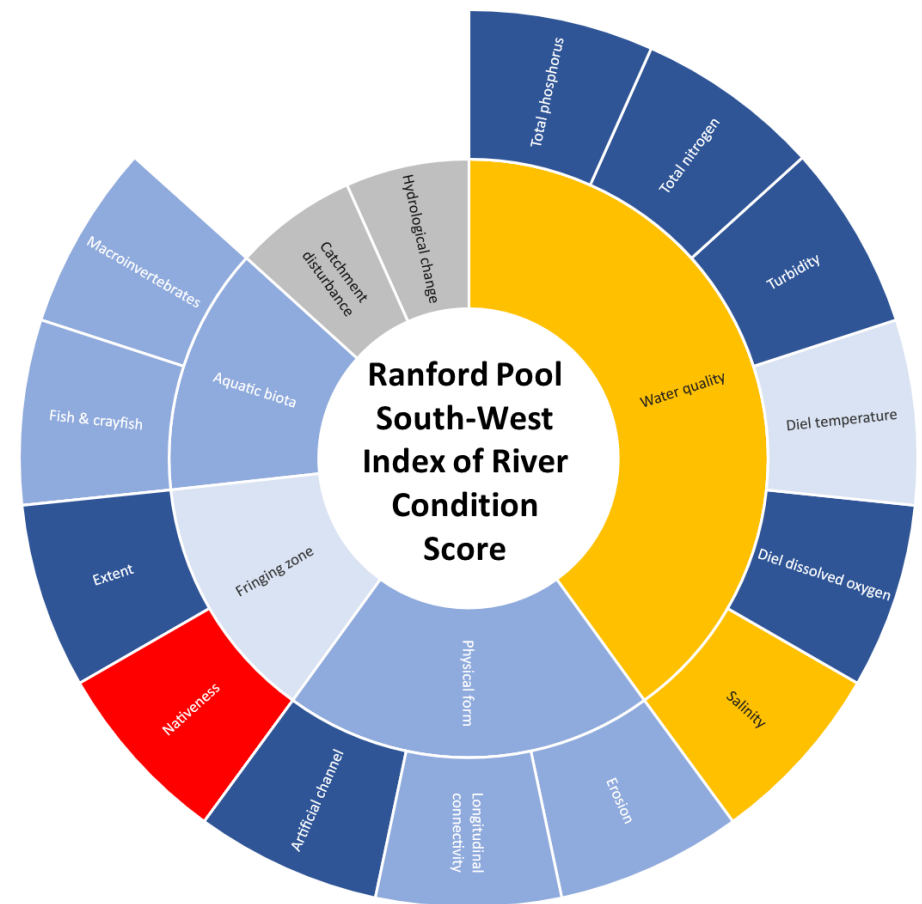 Ranford Pool
South-West
Index of River
Condition
Score
Water quality
Total phosphorus
Total nitrogen
Turbidity
Diel temperature
Diel dissolved oxygen
Salinity
Physical form
Erosion
Longitudinal
connectivity
Artificial channel
Fringing zone
Nativeness
Extent
Aquatic biota
Fish & crayfish
Macroinvertebrates
Catchment
disturbance
Hydrological change